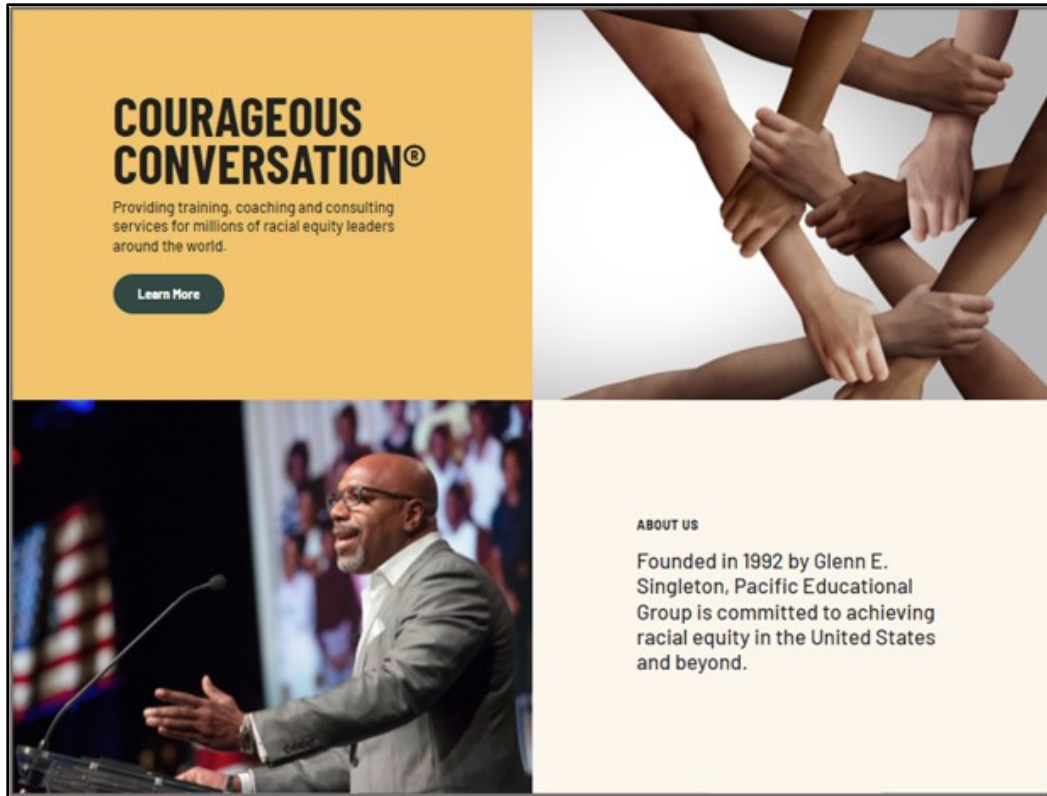 COURAGEOUS
CONVERSATION®
Providing training, coaching and consulting
services for millions of racial equity leaders
around the world.
Learn More
ABOUT US
Founded in 1992 by Glenn E.
Singleton, Pacific Educational
Group is committed to achieving
racial equity in the United States
and beyond.